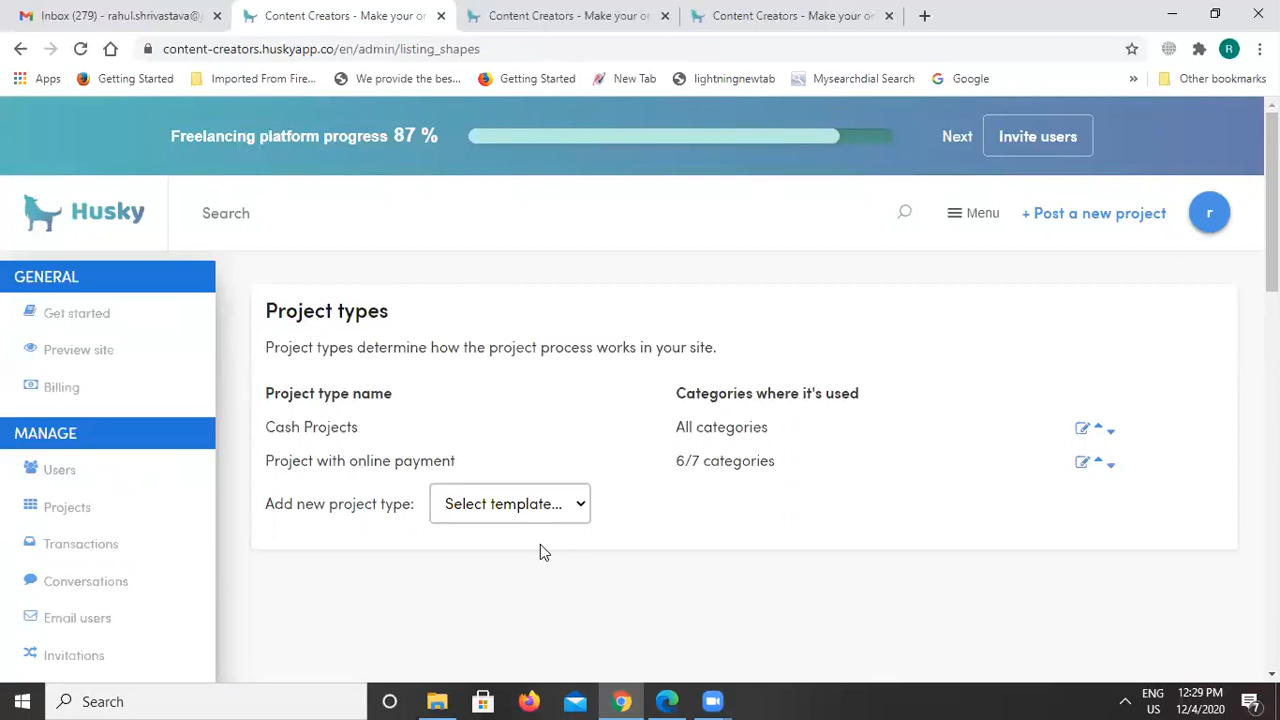 Inbox (279) - rahul.shrivastava@
Content Creators - Make your or
Content Creators - Make your or
Content Creators - Make your or
content-creators.huskyapp.co/en/admin/listing_shapes
R
Apps
Getting Started
Imported From Fire...
We provide the bes...
Getting Started
New Tab
lightningnewtab
Mysearchdial Search
Google
»
Other bookmarks
Freelancing platform progress 87 %
Next
Invite users
Husky
Search
Menu
+ Post a new project
r
GENERAL
Get started
Preview site
Billing
MANAGE
Users
Projects
Transactions
Conversations
Email users
Invitations
Project types
Project types determine how the project process works in your site.
Project type name
Categories where it's used
Cash Projects
All categories
Project with online payment
6/7 categories
Add new project type:
Select template...
Search
ENG
US
12:29 PM
12/4/2020
7